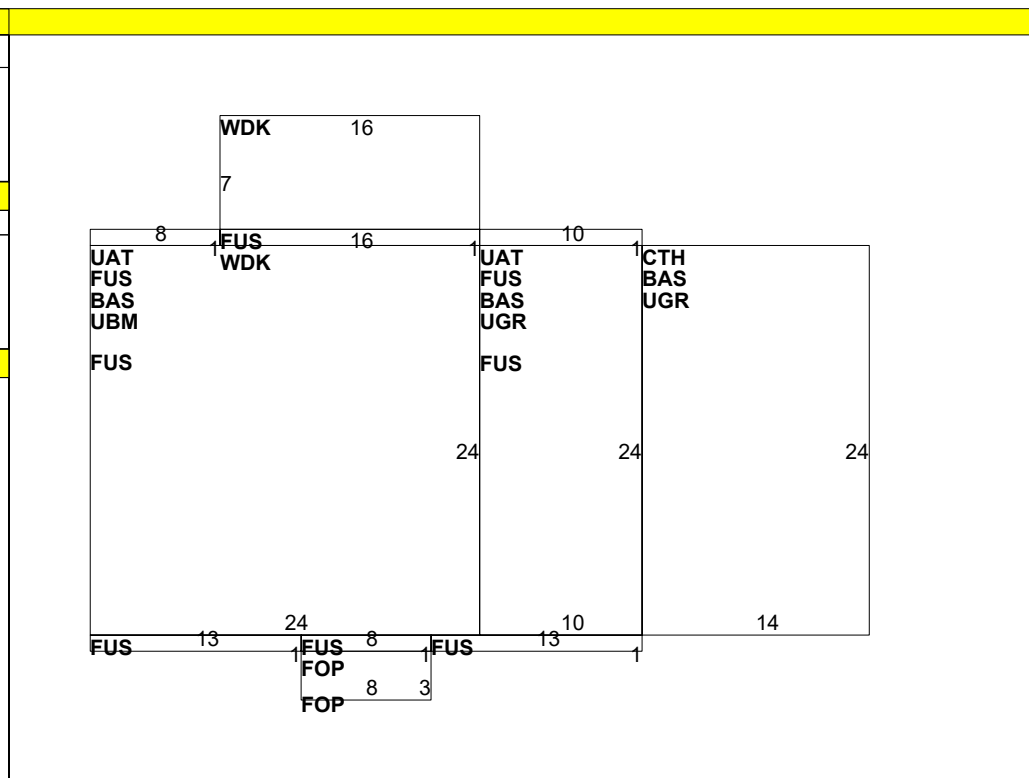 WDK 16
7
8 1 FUS 16 1 10 1
WDK
UAT UAT CTH
FUS FUS BAS
BAS BAS UGR
UBM UGR
FUS FUS
24 24 24
24 10 14
FUS 13 1 FUS 8 1 FUS 13 1
FOP
8 3
FOP